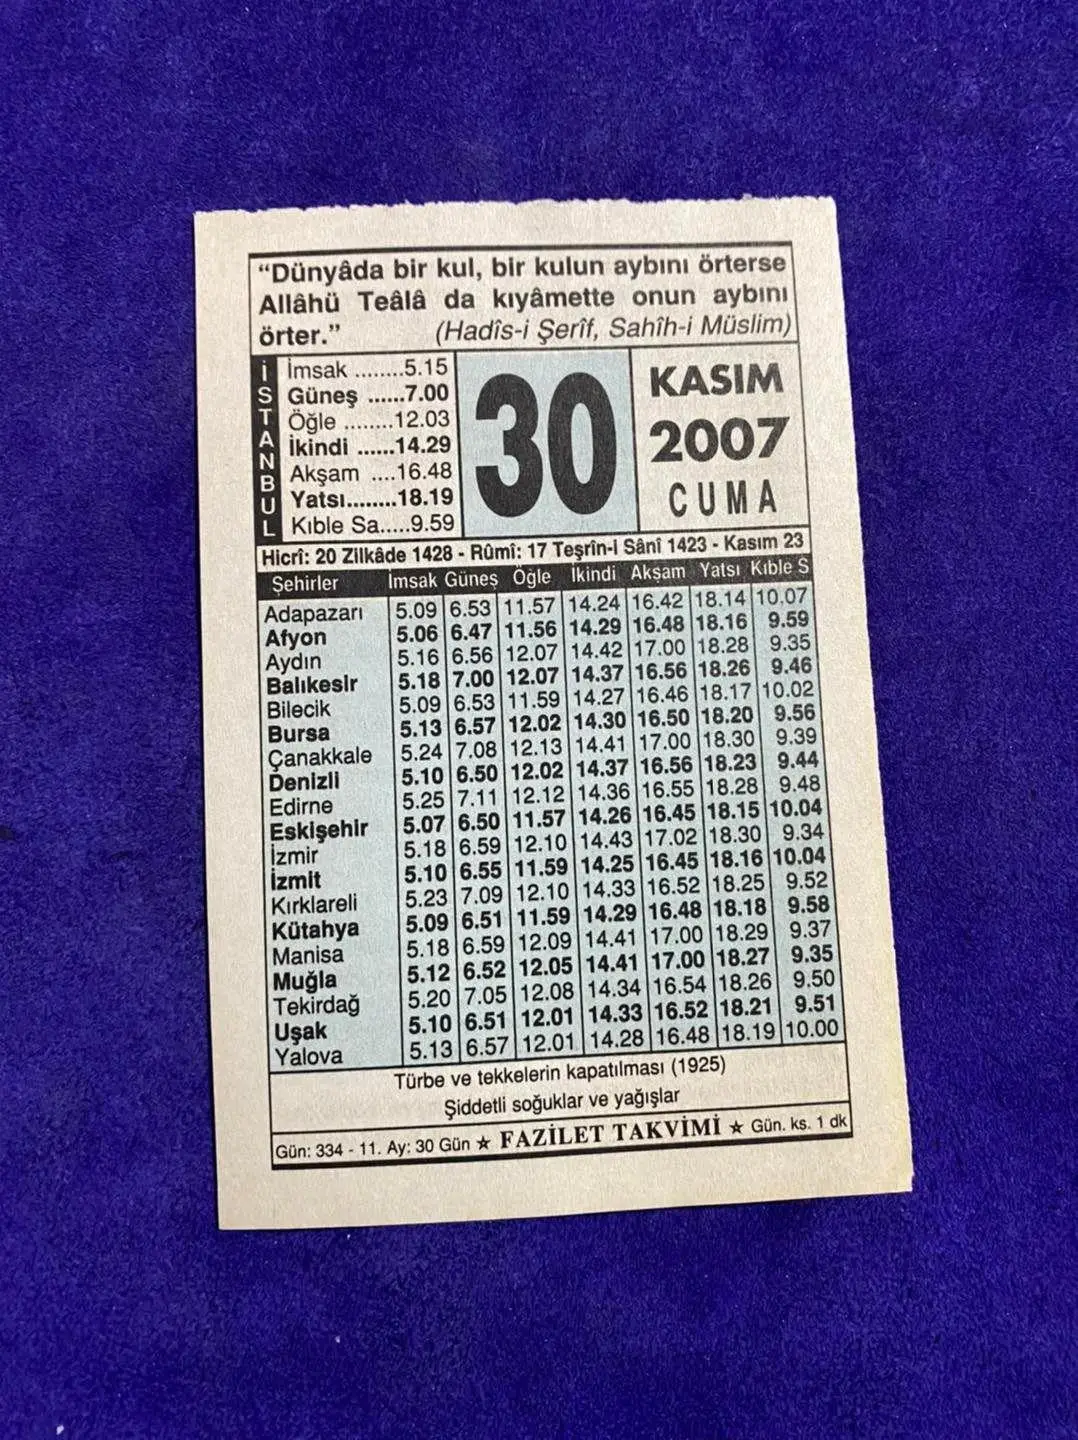 “Dünyâda bir kul, bir kulun aybını örterse
Allâhü Teâlâ da kıyâmette onun aybını
örter.” (Hadîs-i Şerîf, Sahîh-i Müslim)
İSTANBUL
İmsak ........5.15
Güneş ......7.00
Öğle ........12.03
İkindi ......14.29
Akşam ....16.48
Yatsı........18.19
Kıble Sa.....9.59
30
KASIM
2007
CUMA
Hicrî: 20 Zilkâde 1428 - Rûmî: 17 Teşrîn-i Sânî 1423 - Kasım 23
Şehirler İmsak Güneş Öğle İkindi Akşam Yatsı Kıble S
Adapazarı 5.09 6.53 11.57 14.24 16.42 18.14 10.07
Afyon 5.06 6.47 11.56 14.29 16.48 18.16 9.59
Aydın 5.16 6.56 12.07 14.42 17.00 18.28 9.35
Balıkesir 5.18 7.00 12.07 14.37 16.56 18.26 9.46
Bilecik 5.09 6.53 11.59 14.27 16.46 18.17 10.02
Bursa 5.13 6.57 12.02 14.30 16.50 18.20 9.56
Çanakkale 5.24 7.08 12.13 14.41 17.00 18.30 9.39
Denizli 5.10 6.50 12.02 14.37 16.56 18.23 9.44
Edirne 5.25 7.11 12.12 14.36 16.55 18.28 9.48
Eskişehir 5.07 6.50 11.57 14.26 16.45 18.15 10.04
İzmir 5.18 6.59 12.10 14.43 17.02 18.30 9.34
İzmit 5.10 6.55 11.59 14.25 16.45 18.16 10.04
Kırklareli 5.23 7.09 12.10 14.33 16.52 18.25 9.52
Kütahya 5.09 6.51 11.59 14.29 16.48 18.18 9.58
Manisa 5.18 6.59 12.09 14.41 17.00 18.29 9.37
Muğla 5.12 6.52 12.05 14.41 17.00 18.27 9.35
Tekirdağ 5.20 7.05 12.08 14.34 16.54 18.26 9.50
Uşak 5.10 6.51 12.01 14.33 16.52 18.21 9.51
Yalova 5.13 6.57 12.01 14.28 16.48 18.19 10.00
Türbe ve tekkelerin kapatılması (1925)
Şiddetli soğuklar ve yağışlar
Gün: 334 - 11. Ay: 30 Gün ★ FAZİLET TAKVİMİ ★ Gün. ks. 1 dk